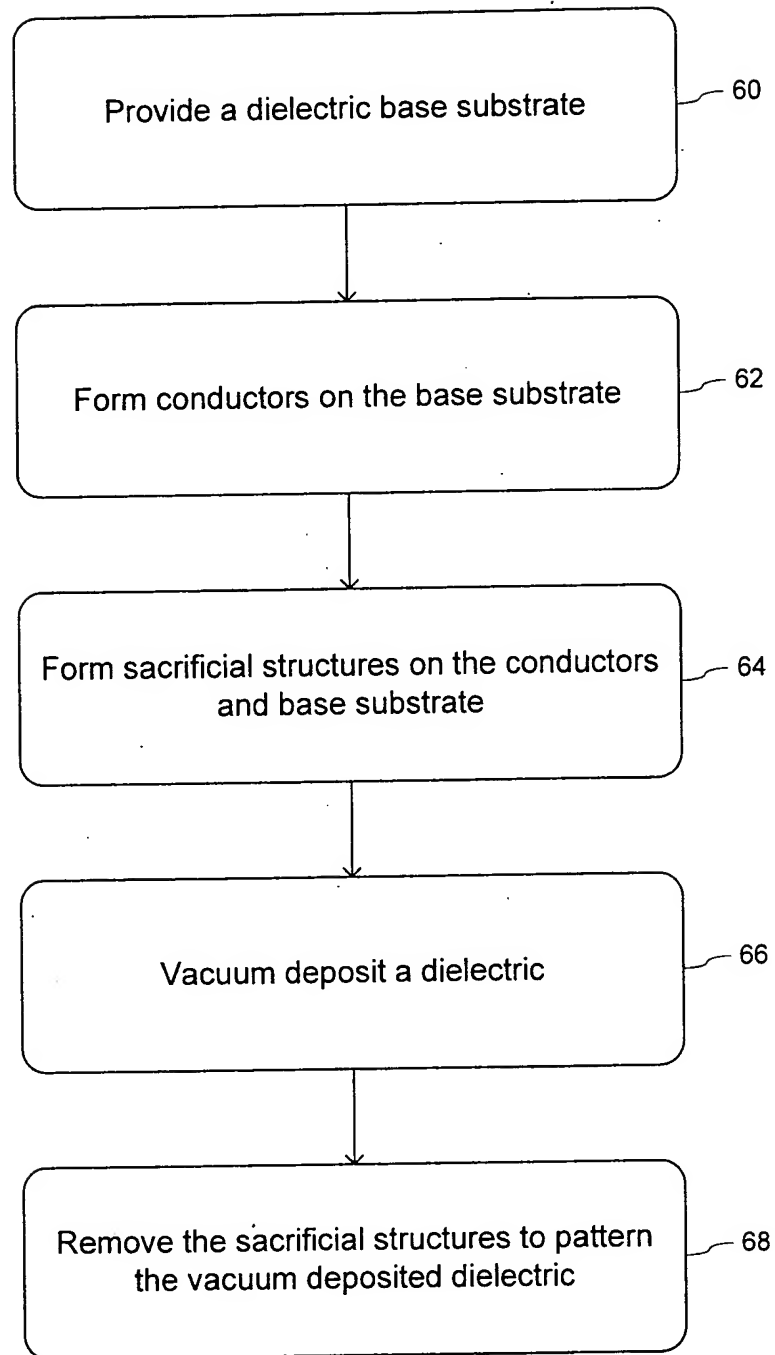 Provide a dielectric base substrate
60
Form conductors on the base substrate
62
Form sacrificial structures on the conductors
and base substrate
64
Vacuum deposit a dielectric
66
Remove the sacrificial structures to pattern
the vacuum deposited dielectric
68